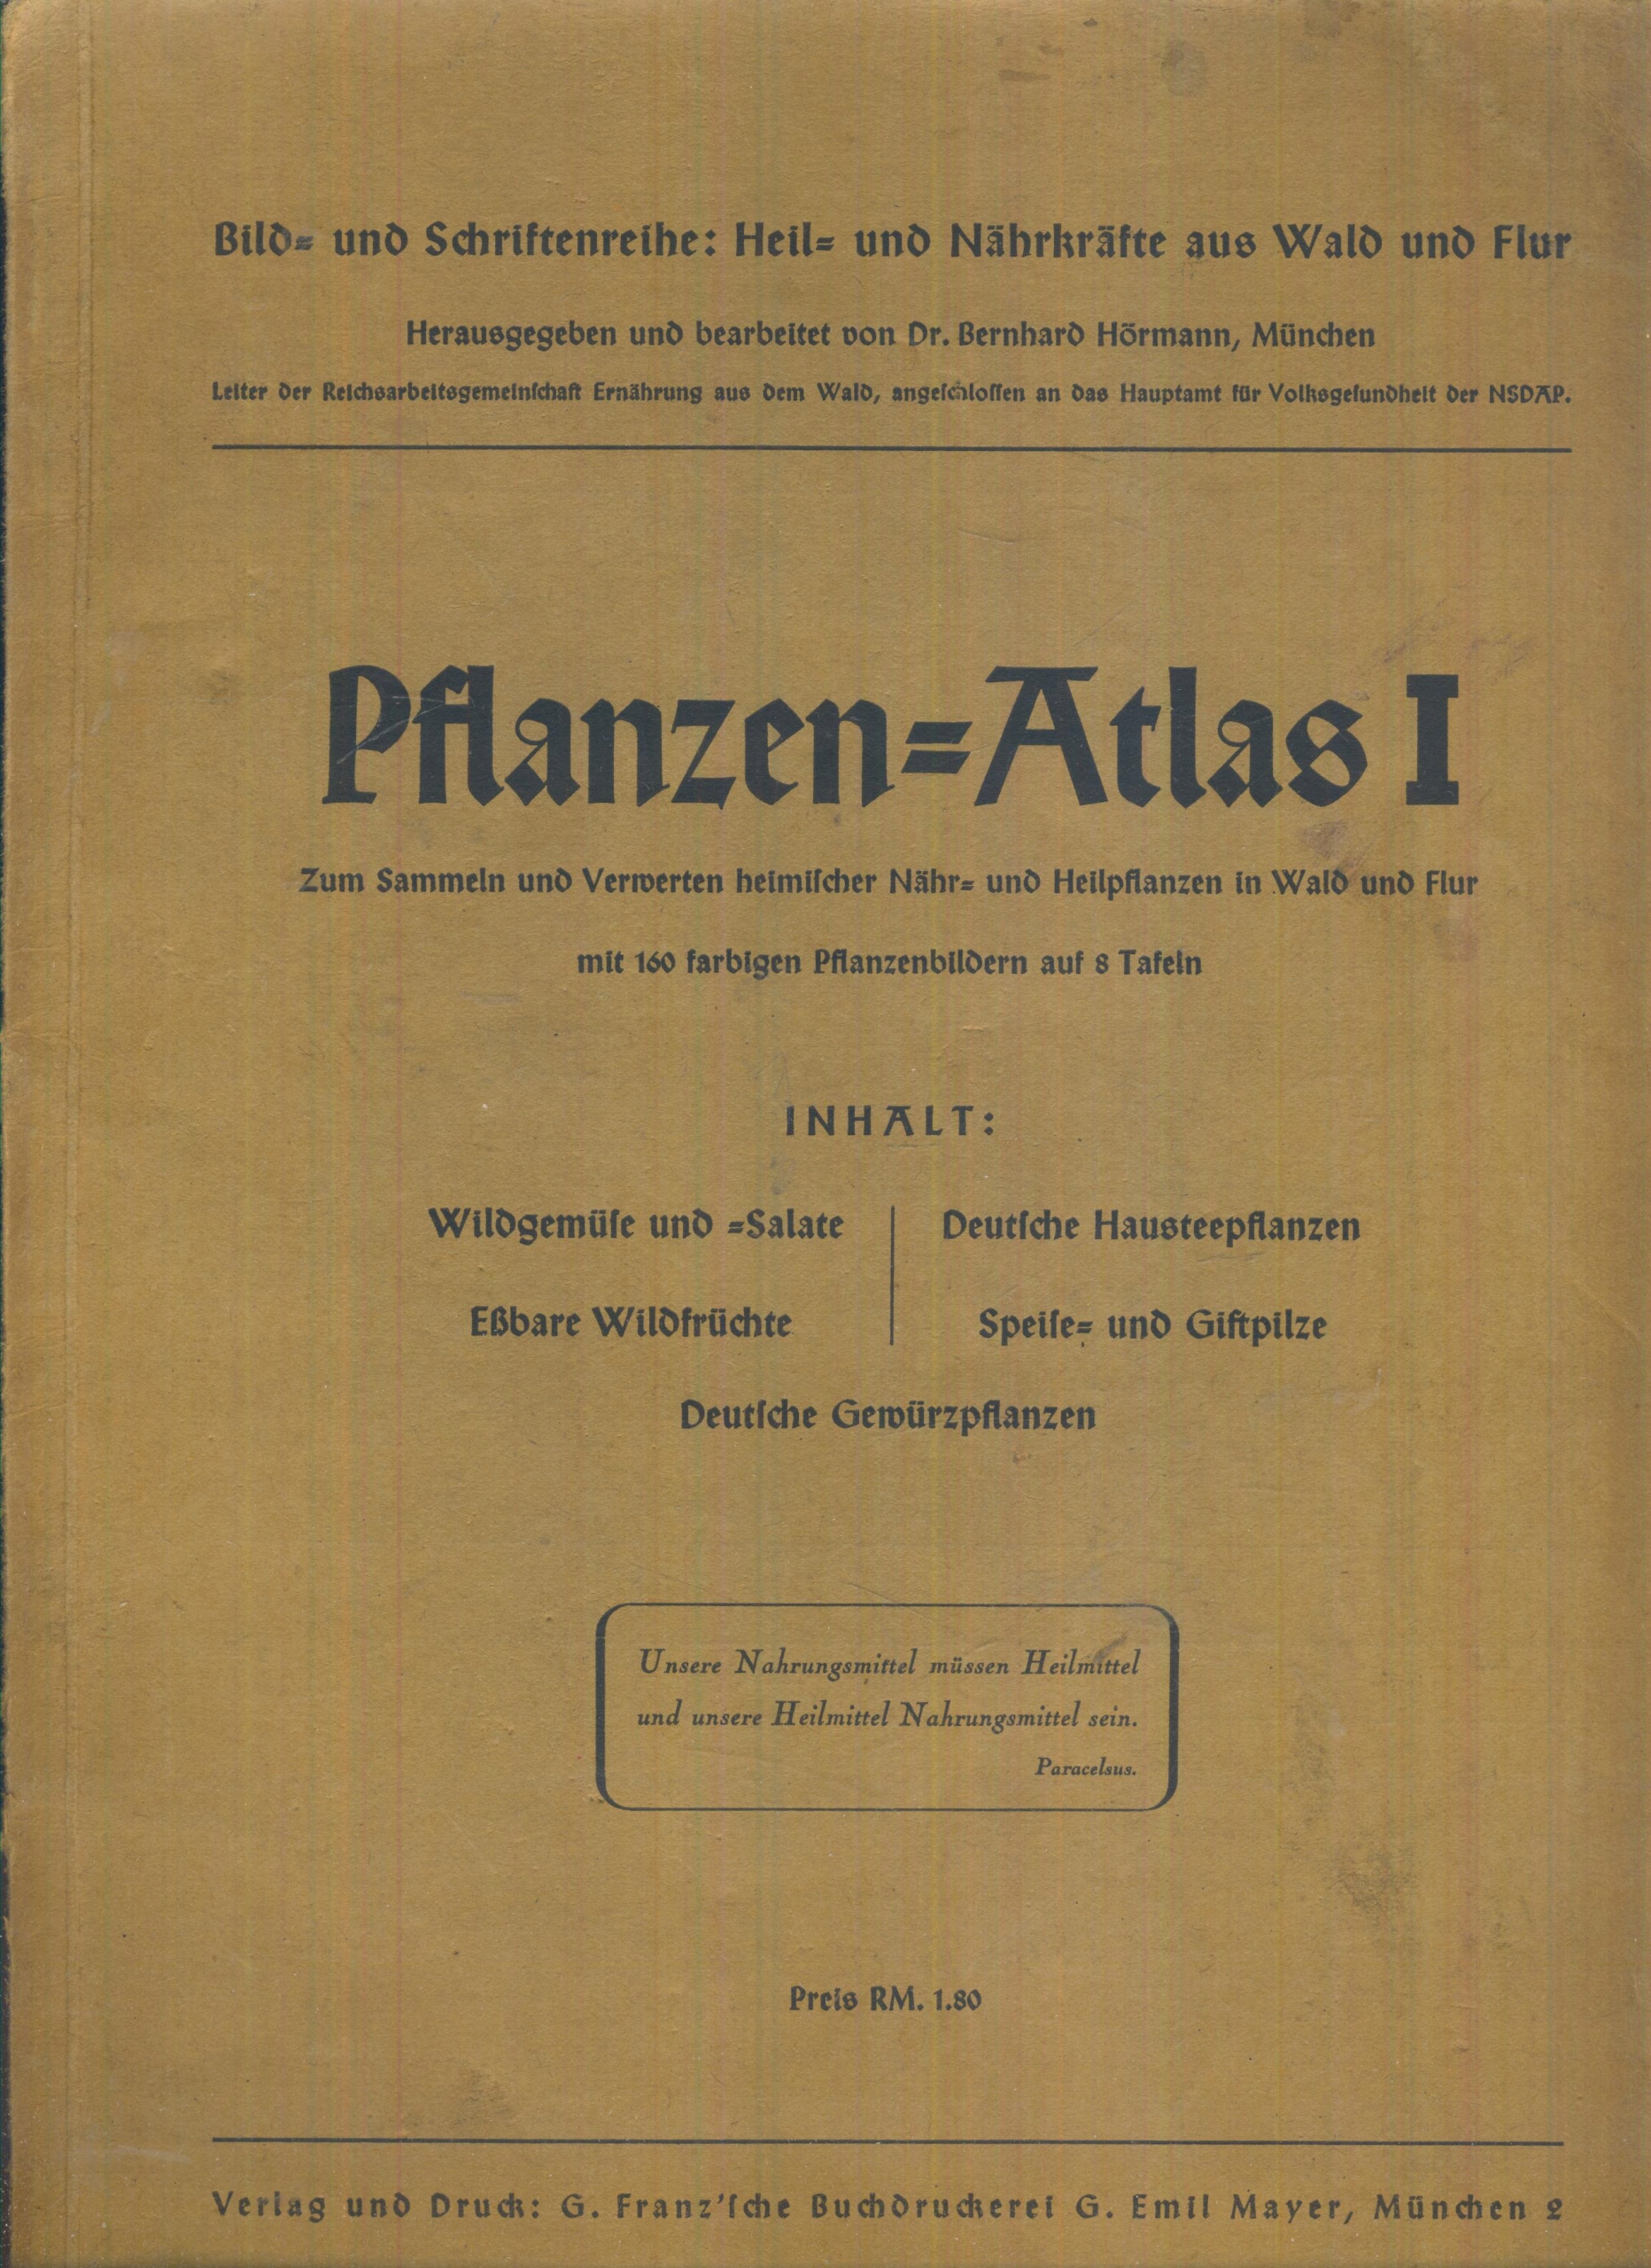 Bild= und Schriftenreihe: Heil= und Nährkräfte aus Wald und Flur
Herausgegeben und bearbeitet von Dr. Bernhard Hörmann, München
Leiter der Reichsarbeitsgemeinſchaft Ernährung aus dem Wald, angeſchloſſen an das Hauptamt für Volksgeſundheit der NSDAP.
Pflanzen=Atlas I
Zum Sammeln und Verwerten heimiſcher Nähr= und Heilpflanzen in Wald und Flur
mit 160 farbigen Pflanzenbildern auf 8 Tafeln
INHALT:
Wildgemüſe und =Salate
Eßbare Wildfrüchte
Deutſche Hausteepflanzen
Speiſe= und Giftpilze
Deutſche Gewürzpflanzen
Unsere Nahrungsmittel müssen Heilmittel
und unsere Heilmittel Nahrungsmittel sein.
Paracelsus.
Preis RM. 1.80
Verlag und Druck: G. Franz'ſche Buchdruckerei G. Emil Mayer, München 2